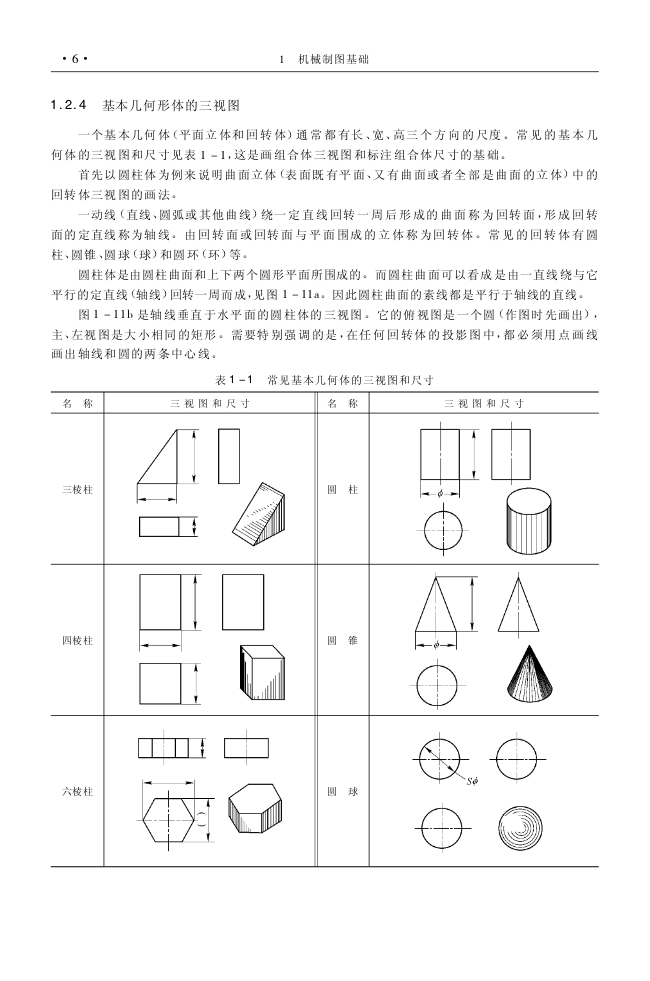 ·6·
1 机械制图基础
1.2.4 基本几何形体的三视图
一个基本几何体(平面立体和回转体)通常都有长、宽、高三个方向的尺度。常见的基本几
何体的三视图和尺寸见表1-1,这是画组合体三视图和标注组合体尺寸的基础。
首先以圆柱体为例来说明曲面立体(表面既有平面、又有曲面或者全部是曲面的立体)中的
回转体三视图的画法。
一动线(直线、圆弧或其他曲线)绕一定直线回转一周后形成的曲面称为回转面,形成回转
面的定直线称为轴线。由回转面或回转面与平面围成的立体称为回转体。常见的回转体有圆
柱、圆锥、圆球(球)和圆环(环)等。
圆柱体是由圆柱曲面和上下两个圆形平面所围成的。而圆柱曲面可以看成是由一直线绕与它
平行的定直线(轴线)回转一周而成,见图1-11a。因此圆柱曲面的素线都是平行于轴线的直线。
图1-11b是轴线垂直于水平面的圆柱体的三视图。它的俯视图是一个圆(作图时先画出),
主、左视图是大小相同的矩形。需要特别强调的是,在任何回转体的投影图中,都必须用点画线
画出轴线和圆的两条中心线。
表1-1 常见基本几何体的三视图和尺寸
名 称 三视图和尺寸 名 称 三视图和尺寸
三棱柱 圆 柱
ϕ
四棱柱 圆 锥
ϕ
六棱柱 圆 球
Sϕ
( )